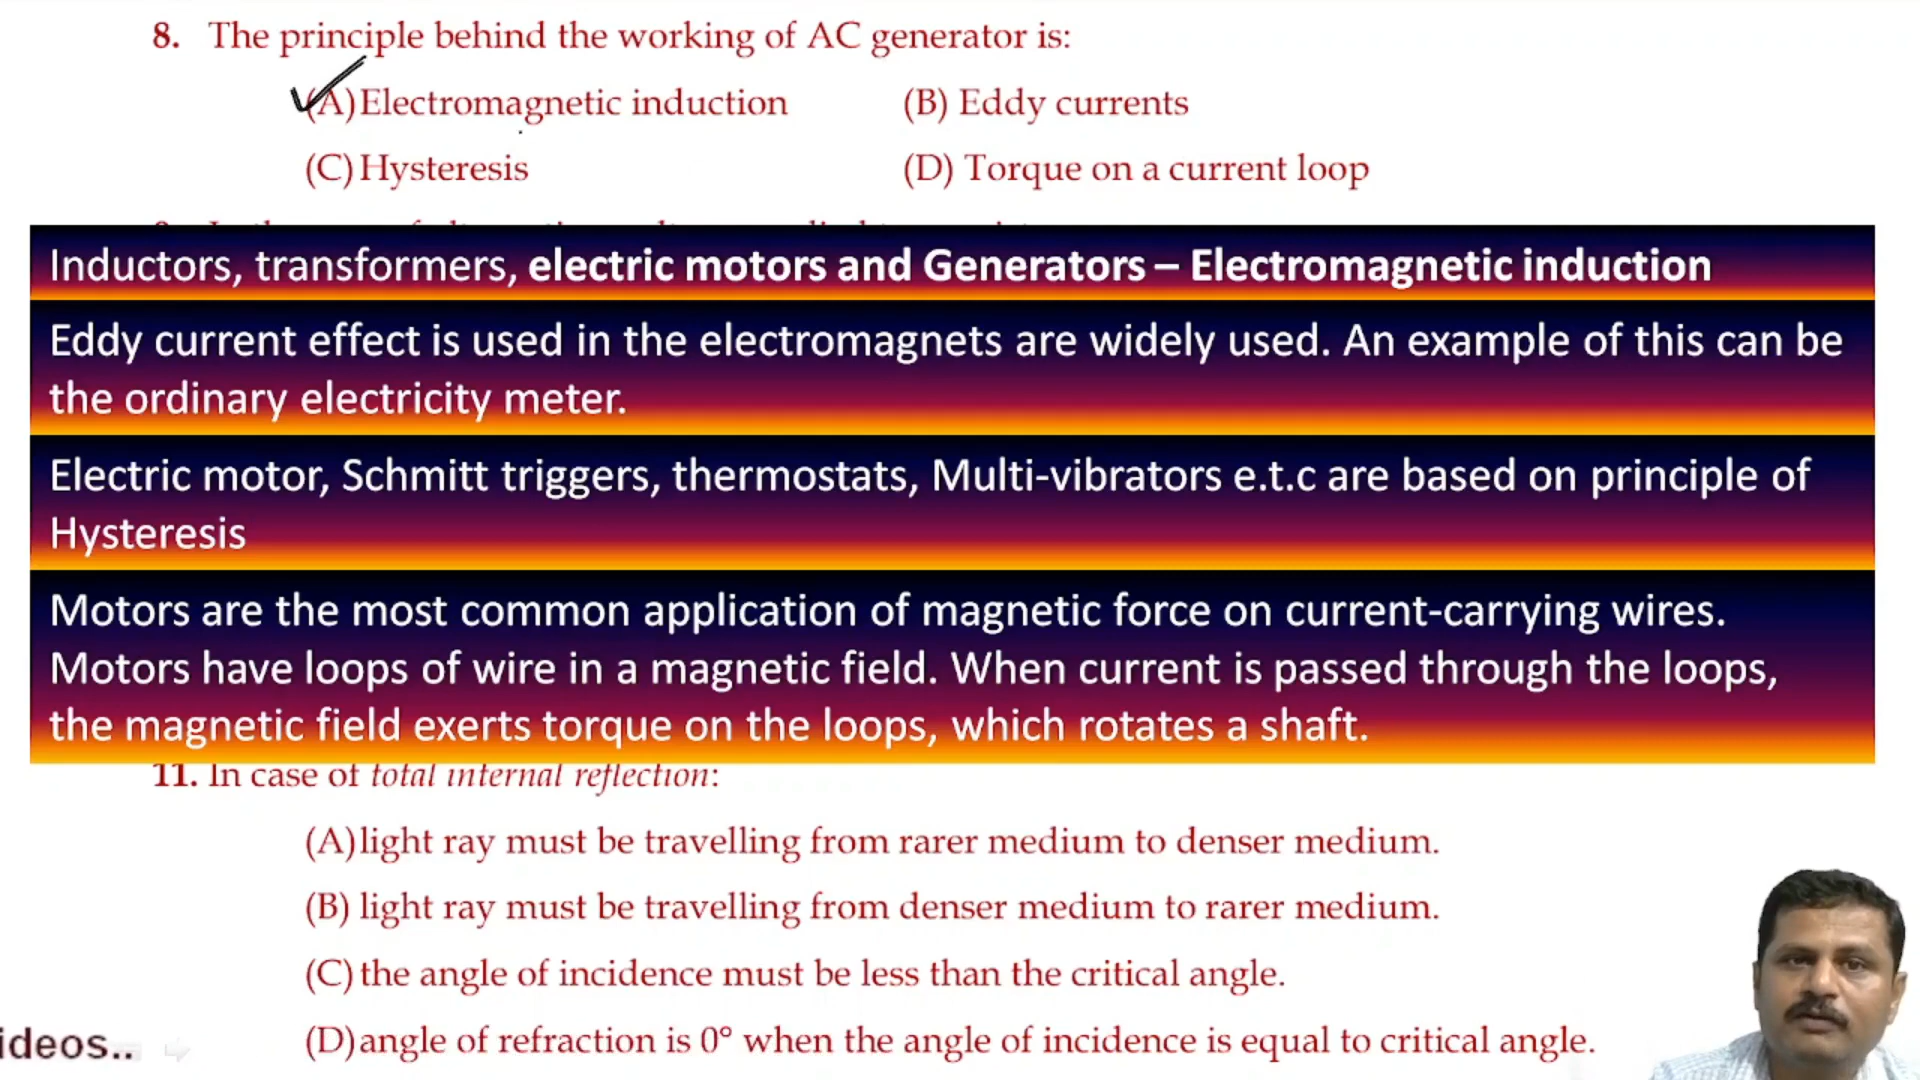 8. The principle behind the working of AC generator is:
(A) Electromagnetic induction (B) Eddy currents
(C) Hysteresis (D) Torque on a current loop
Inductors, transformers, electric motors and Generators – Electromagnetic induction
Eddy current effect is used in the electromagnets are widely used. An example of this can be
the ordinary electricity meter.
Electric motor, Schmitt triggers, thermostats, Multi-vibrators e.t.c are based on principle of
Hysteresis
Motors are the most common application of magnetic force on current-carrying wires.
Motors have loops of wire in a magnetic field. When current is passed through the loops,
the magnetic field exerts torque on the loops, which rotates a shaft.
11. In case of total internal reflection:
(A) light ray must be travelling from rarer medium to denser medium.
(B) light ray must be travelling from denser medium to rarer medium.
(C) the angle of incidence must be less than the critical angle.
(D) angle of refraction is 0° when the angle of incidence is equal to critical angle.
ideos..